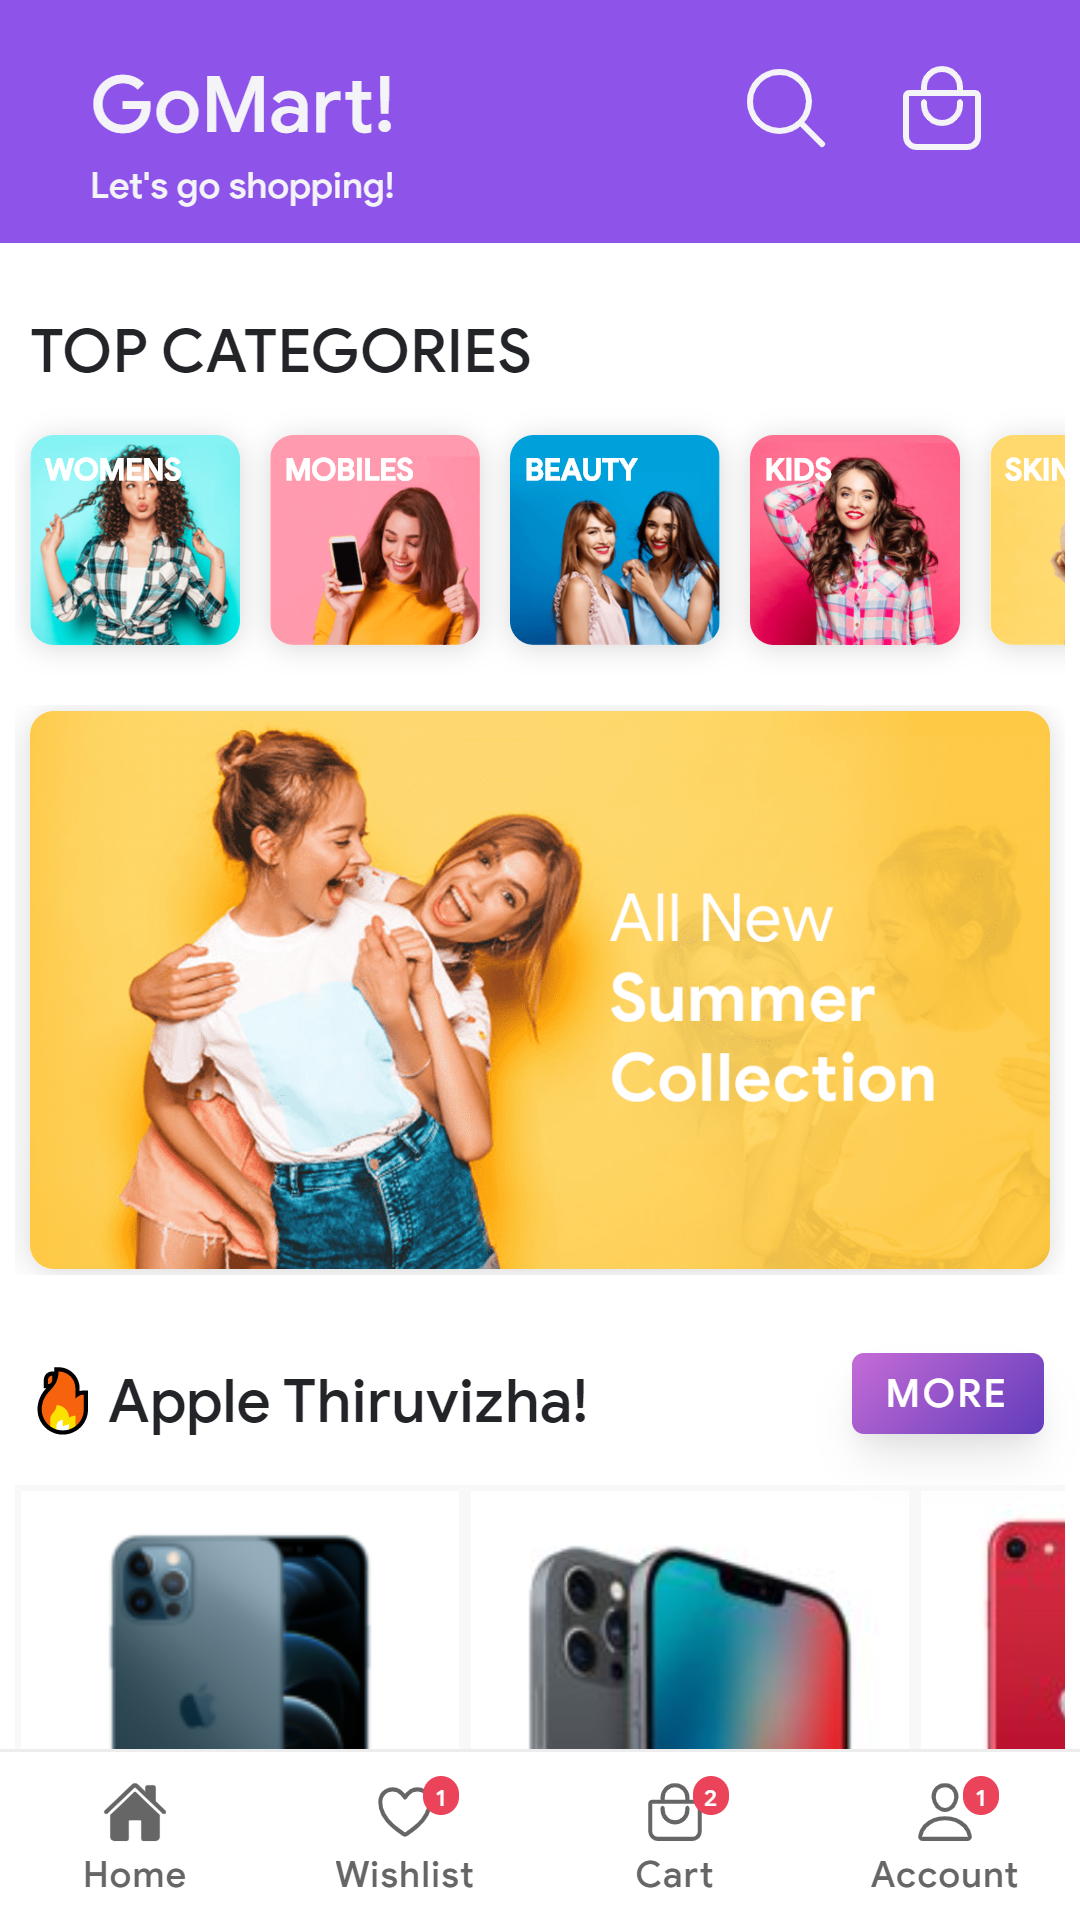 GoMart!
Let's go shopping!
TOP CATEGORIES
WOMENS
MOBILES
BEAUTY
KIDS
SKIN
All New
Summer
Collection
Apple Thiruvizha!
MORE
1
2
1
Home
Wishlist
Cart
Account